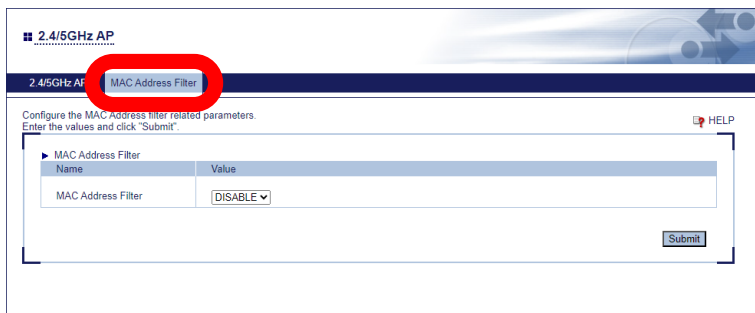 2.4/5GHz AP
2.4/5GHz AP MAC Address Filter
Configure the MAC Address filter related parameters.
Enter the values and click "Submit".
HELP
MAC Address Filter
Name Value
MAC Address Filter DISABLE
Submit